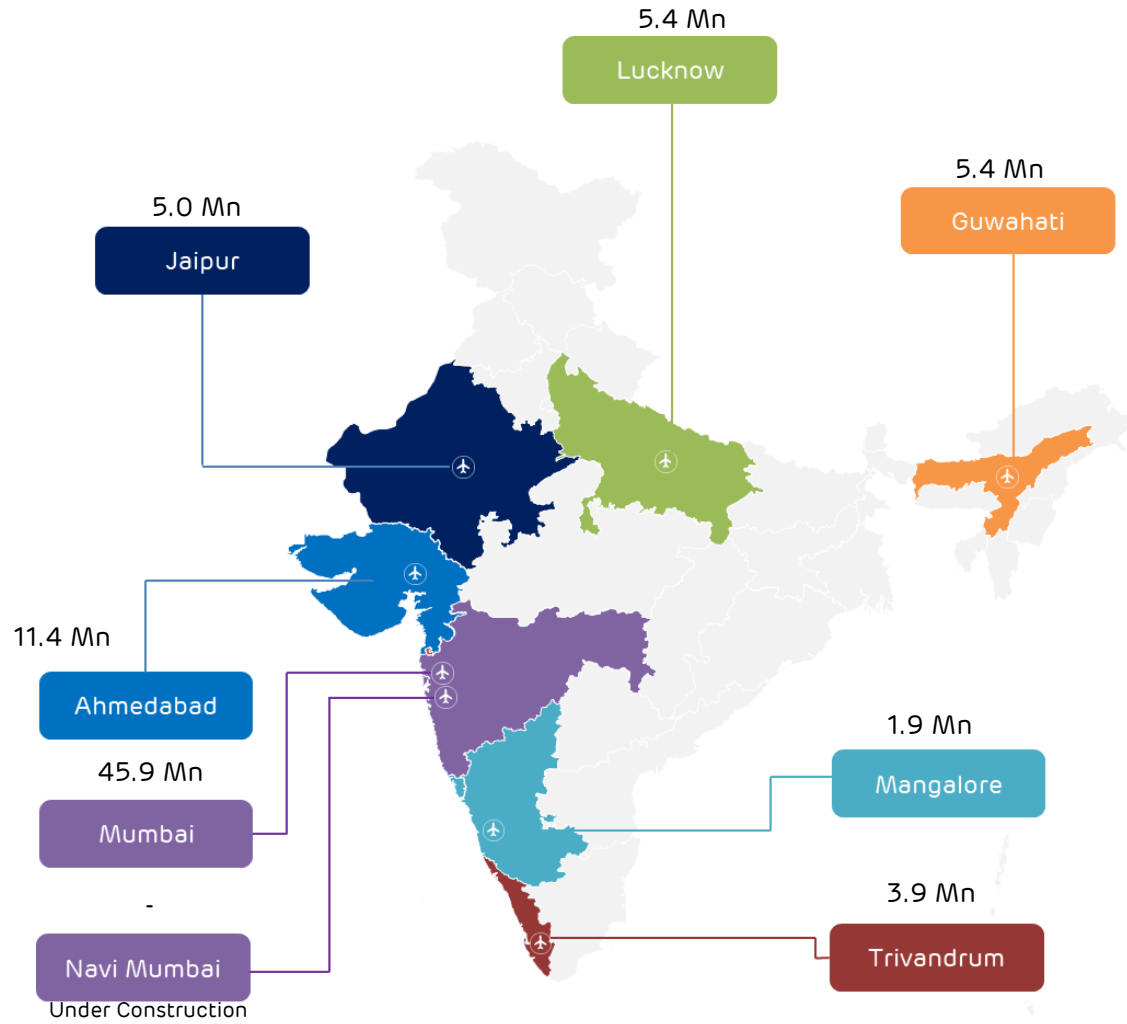 5.4 Mn
Lucknow
5.4 Mn
Guwahati
5.0 Mn
Jaipur
11.4 Mn
Ahmedabad
45.9 Mn
Mumbai
-
Navi Mumbai
Under Construction
1.9 Mn
Mangalore
3.9 Mn
Trivandrum